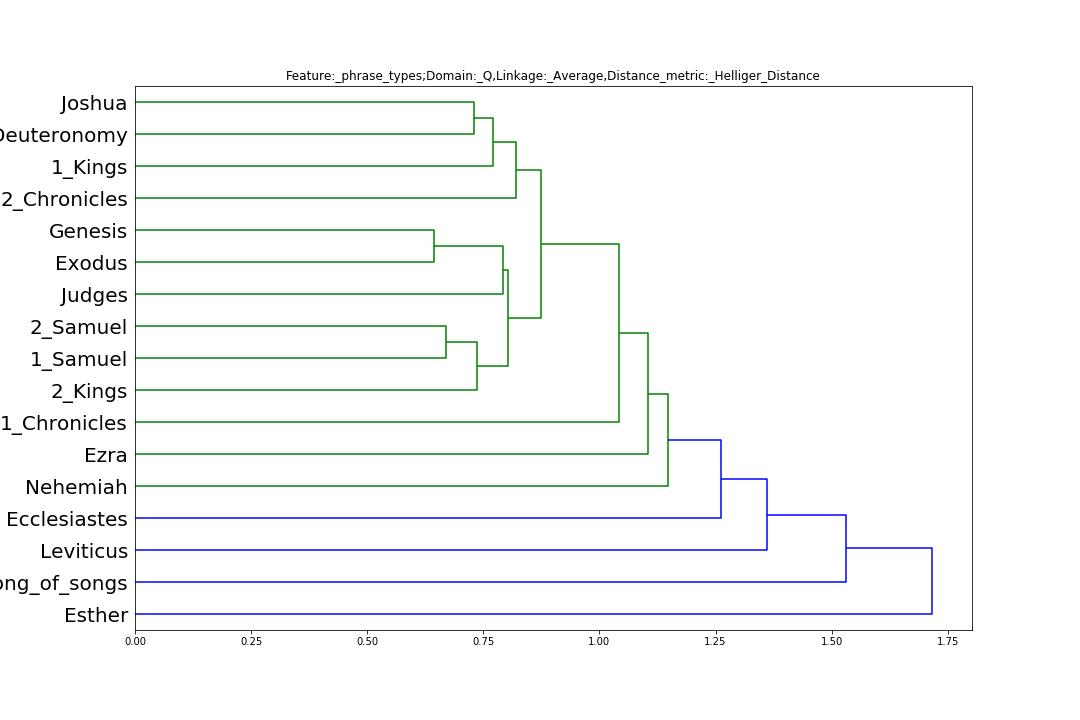 Feature:_phrase_types;Domain:_Q,Linkage:_Average,Distance_metric:_Helliger_Distance
Joshua
Deuteronomy
1_Kings
2_Chronicles
Genesis
Exodus
Judges
2_Samuel
1_Samuel
2_Kings
1_Chronicles
Ezra
Nehemiah
Ecclesiastes
Leviticus
ong_of_songs
Esther
0.00 0.25 0.50 0.75 1.00 1.25 1.50 1.75